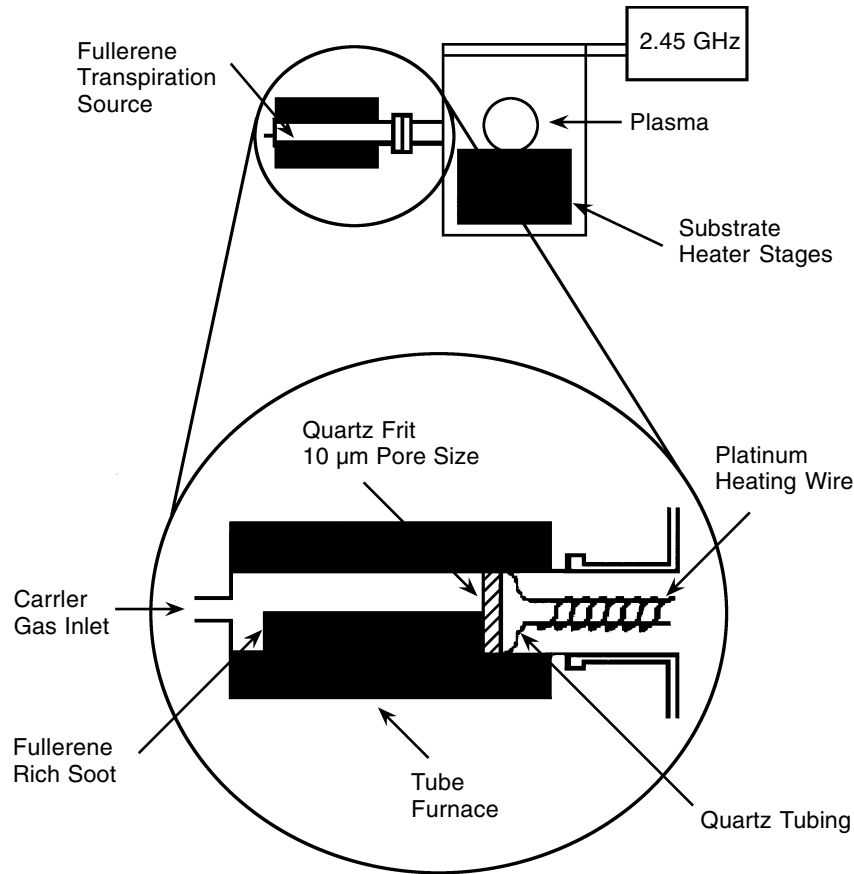 2.45 GHz
Fullerene
Transpiration
Source
Plasma
Substrate
Heater Stages
Quartz Frit
10 µm Pore Size
Platinum
Heating Wire
Carrler
Gas Inlet
Fullerene
Rich Soot
Tube
Furnace
Quartz Tubing